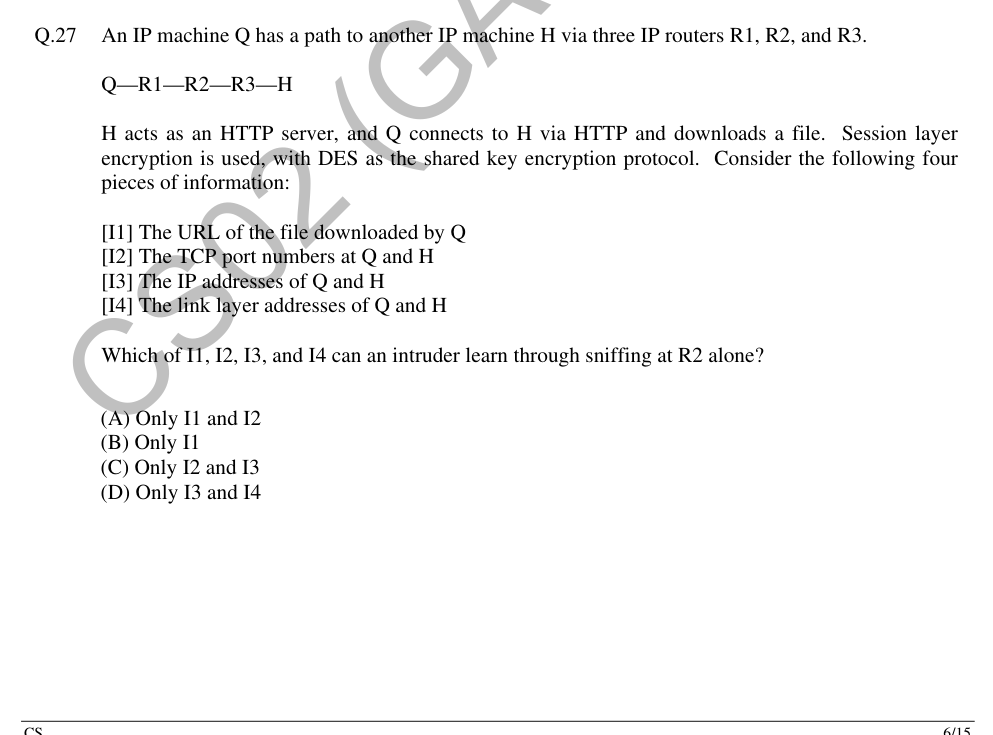 Q.27 An IP machine Q has a path to another IP machine H via three IP routers R1, R2, and R3.
Q—R1—R2—R3—H
H acts as an HTTP server, and Q connects to H via HTTP and downloads a file. Session layer
encryption is used, with DES as the shared key encryption protocol. Consider the following four
pieces of information:
[I1] The URL of the file downloaded by Q
[I2] The TCP port numbers at Q and H
[I3] The IP addresses of Q and H
[I4] The link layer addresses of Q and H
Which of I1, I2, I3, and I4 can an intruder learn through sniffing at R2 alone?
(A) Only I1 and I2
(B) Only I1
(C) Only I2 and I3
(D) Only I3 and I4
CS02 (GA
CS 6/15